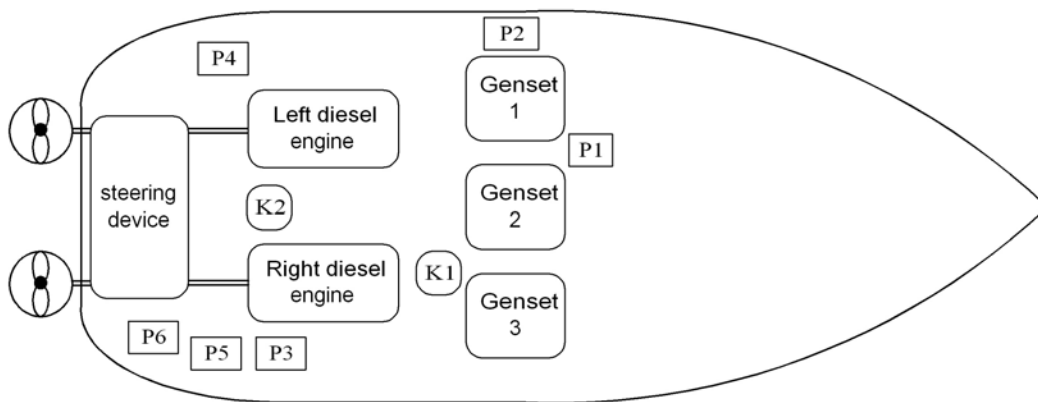 P2
P4
Genset
1
Left diesel
engine
P1
steering
device
K2
Genset
2
Right diesel
engine
K1
Genset
3
P6
P5
P3